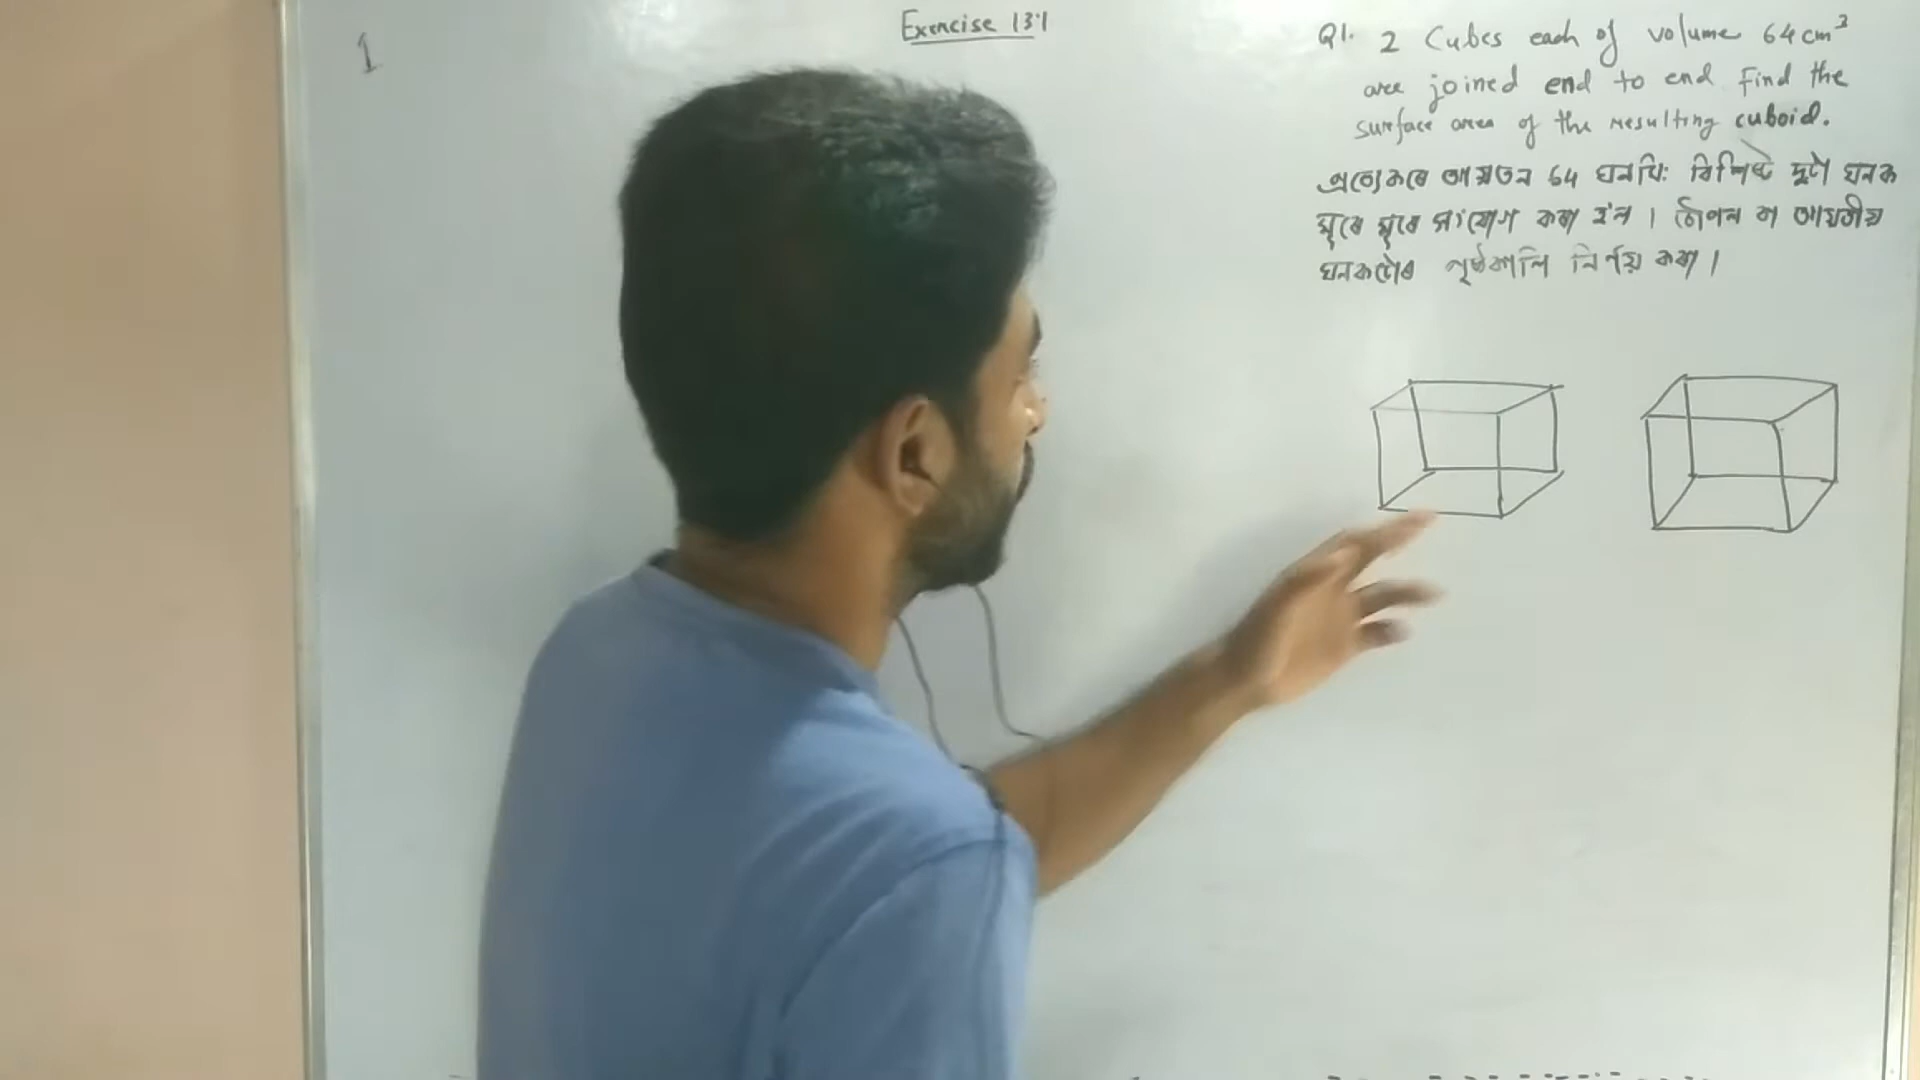 1
Exercise 13.1
Q1. 2 Cubes each of volume 64 cm³
are joined end to end. Find the
surface area of the resulting cuboid.
প্ৰত্যেকৰে আয়তন 64 ঘনচিঃ বিশিষ্ট দুটা ঘনক
মূৰে মূৰে সংযোগ কৰা হ'ল । চৌপল বা আয়তীয়
ঘনকটোৰ পৃষ্ঠকালি নিৰ্ণয় কৰা ।